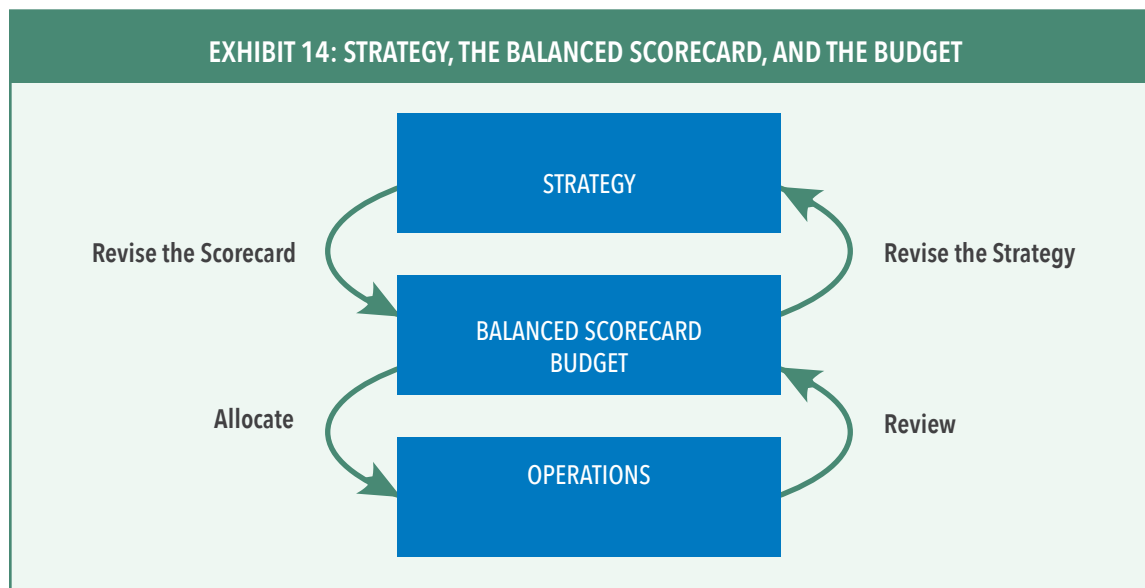 EXHIBIT 14: STRATEGY, THE BALANCED SCORECARD, AND THE BUDGET
STRATEGY
Revise the Scorecard
Revise the Strategy
BALANCED SCORECARD
BUDGET
Allocate
Review
OPERATIONS